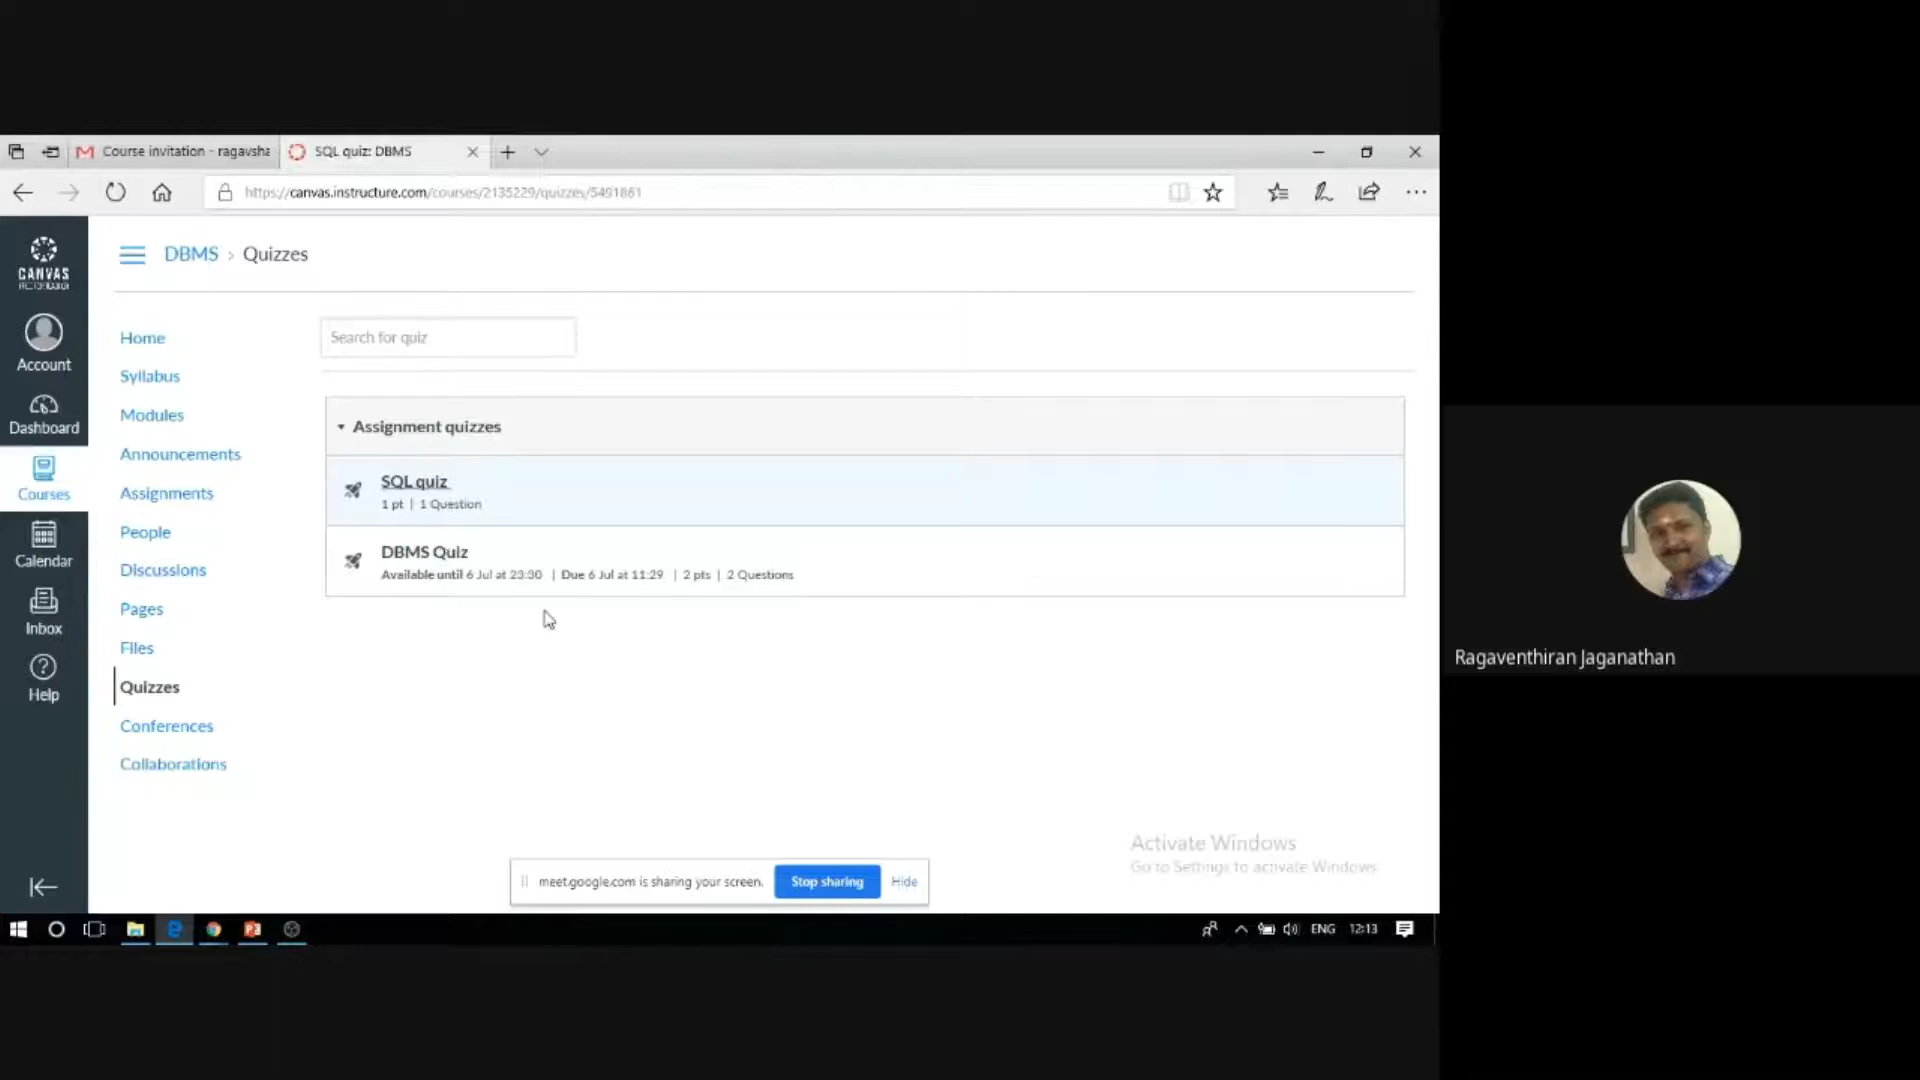 Course invitation - ragavsha
SQL quiz: DBMS
https://canvas.instructure.com/courses/2135229/quizzes/5491861
CANVAS
DBMS › Quizzes
Account
Dashboard
Courses
Calendar
Inbox
Help
Home
Syllabus
Modules
Announcements
Assignments
People
Discussions
Pages
Files
Quizzes
Conferences
Collaborations
Search for quiz
Assignment quizzes
SQL quiz
1 pt | 1 Question
DBMS Quiz
Available until 6 Jul at 23:30 | Due 6 Jul at 11:29 | 2 pts | 2 Questions
Ragaventhiran Jaganathan
Activate Windows
Go to Settings to activate Windows
meet.google.com is sharing your screen.
Stop sharing
Hide
ENG
12:13